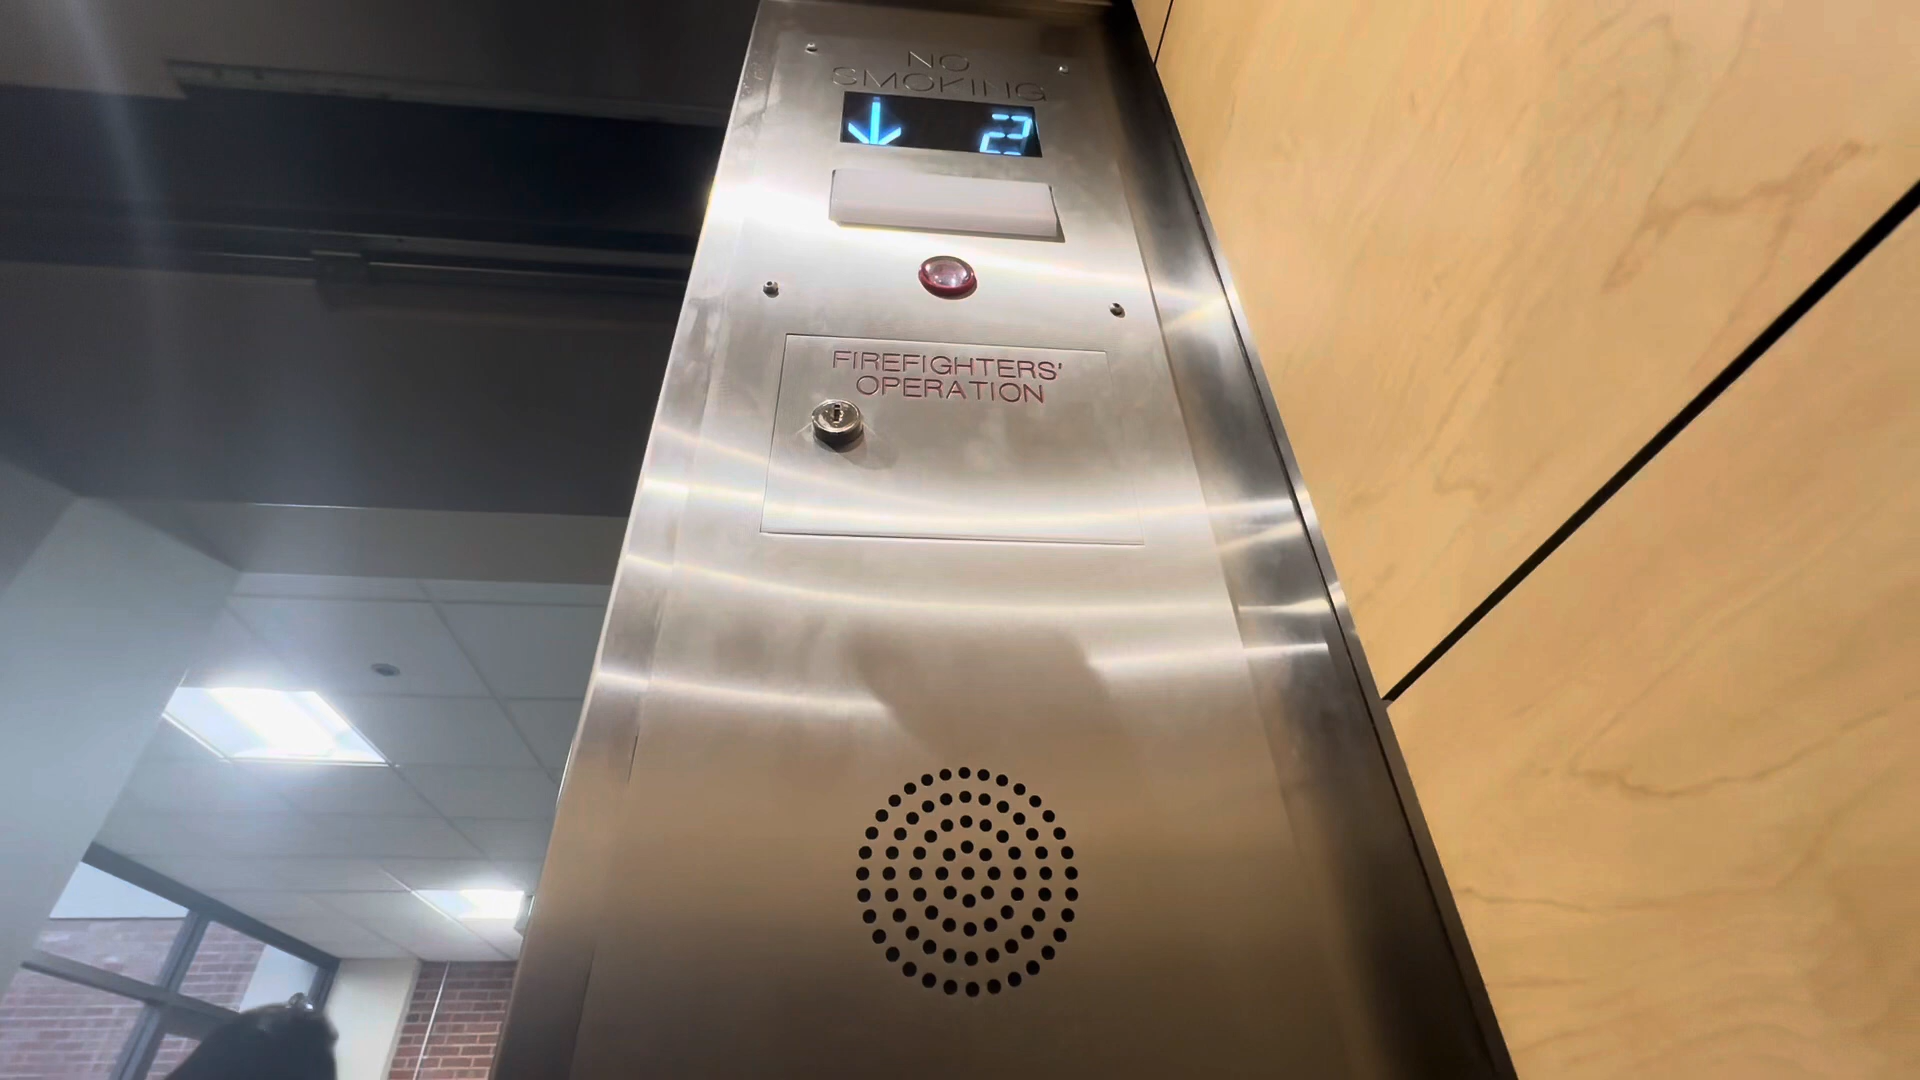 NO
SMOKING
↓ 2
FIREFIGHTERS'
OPERATION